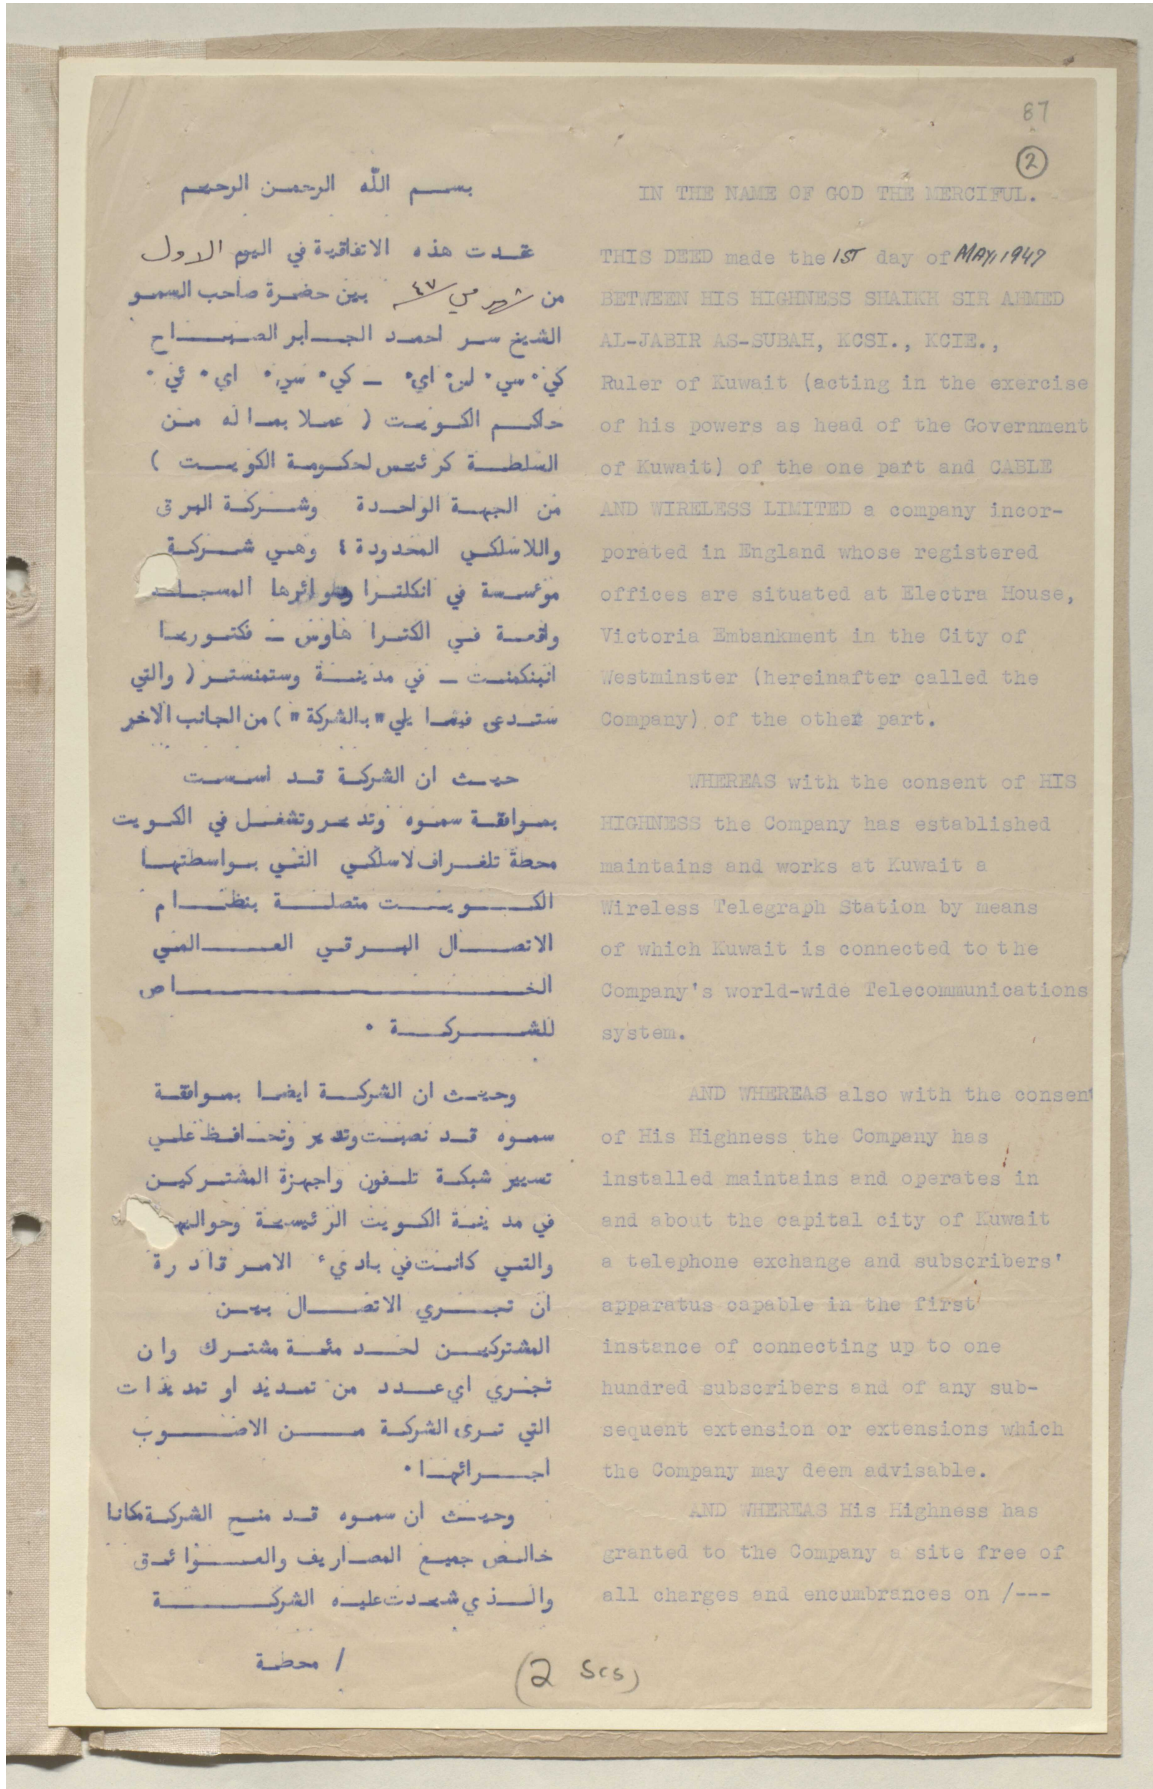 87
2
بسم الله الرحمن الرحيم
عقدت هذه الاتفاقية في اليوم الاول
من شهر مي ٤٧ بين حضرة صاحب السمو
الشيخ سر احمد الجابر الصباح
كي٠ سي٠ اس٠ اي٠ ـ كي٠ سي٠ اي٠ ئي٠
حاكم الكويت ( عملا بما له من
السلطة كرئيس لحكومة الكويت )
من الجهة الواحدة وشركة البرق
واللاسلكي المحدودة ٤ وهي شركة
مؤسسة في انكلترا ودوائرها المسجلة
واقعة في الكترا هاوس ـ فكتوريا
انبنكمنت ـ في مدينة وستمنستر ( والتي
ستدعى فيما يلي " بالشركة " ) من الجانب الاخر
حيث ان الشركة قد اسست
بموافقة سموه وتدير وتشغل في الكويت
محطة تلغراف لاسلكي التي بواسطتها
الكويت متصلة بنظام
الاتصال البرقي العالمي
الخاص
للشركة ٠
وحيث ان الشركة ايضا بموافقة
سموه قد نصبت وتدير وتحافظ على
تسيير شبكة تلفون واجهزة المشتركين
في مدينة الكويت الرئيسية وحواليها
والتي كانت في باديء الامر قادرة
ان تجري الاتصال بين
المشتركين لحد مئة مشترك وان
تجري اي عدد من تمديد او تمديدات
التي ترى الشركة من الاصوب
اجرائها ٠
وحيث ان سموه قد منح الشركة مكانا
خالص جميع المصاريف والعوائق
والذي شيدت عليه الشركة
/ محطة
IN THE NAME OF GOD THE MERCIFUL.
THIS DEED made the 1ST day of MAY, 1947
BETWEEN HIS HIGHNESS SHAIKH SIR AHMED
AL-JABIR AS-SUBAH, KCSI., KCIE.,
Ruler of Kuwait (acting in the exercise
of his powers as head of the Government
of Kuwait) of the one part and CABLE
AND WIRELESS LIMITED a company incor-
porated in England whose registered
offices are situated at Electra House,
Victoria Embankment in the City of
Westminster (hereinafter called the
Company) of the other part.
WHEREAS with the consent of HIS
HIGHNESS the Company has established
maintains and works at Kuwait a
Wireless Telegraph Station by means
of which Kuwait is connected to the
Company's world-wide Telecommunications
system.
AND WHEREAS also with the consent
of His Highness the Company has
installed maintains and operates in
and about the capital city of Kuwait
a telephone exchange and subscribers'
apparatus capable in the first
instance of connecting up to one
hundred subscribers and of any sub-
sequent extension or extensions which
the Company may deem advisable.
AND WHEREAS His Highness has
granted to the Company a site free of
all charges and encumbrances on /---
(2 scs)